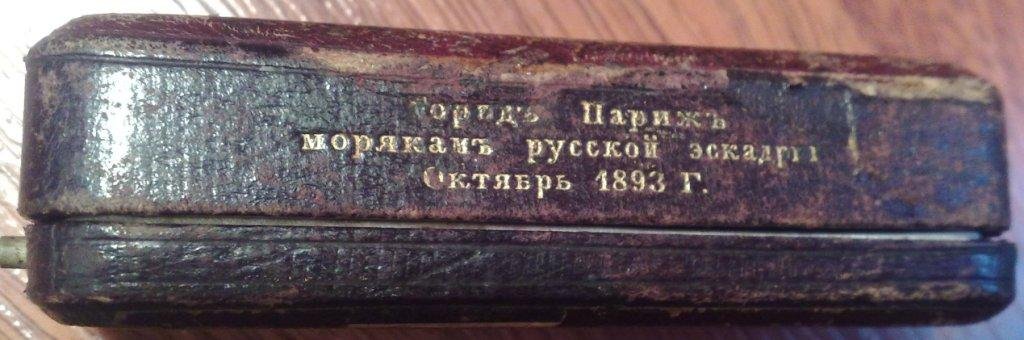 Городъ Парижъ
морякамъ русской эскадры
Октябрь 1893 Г.